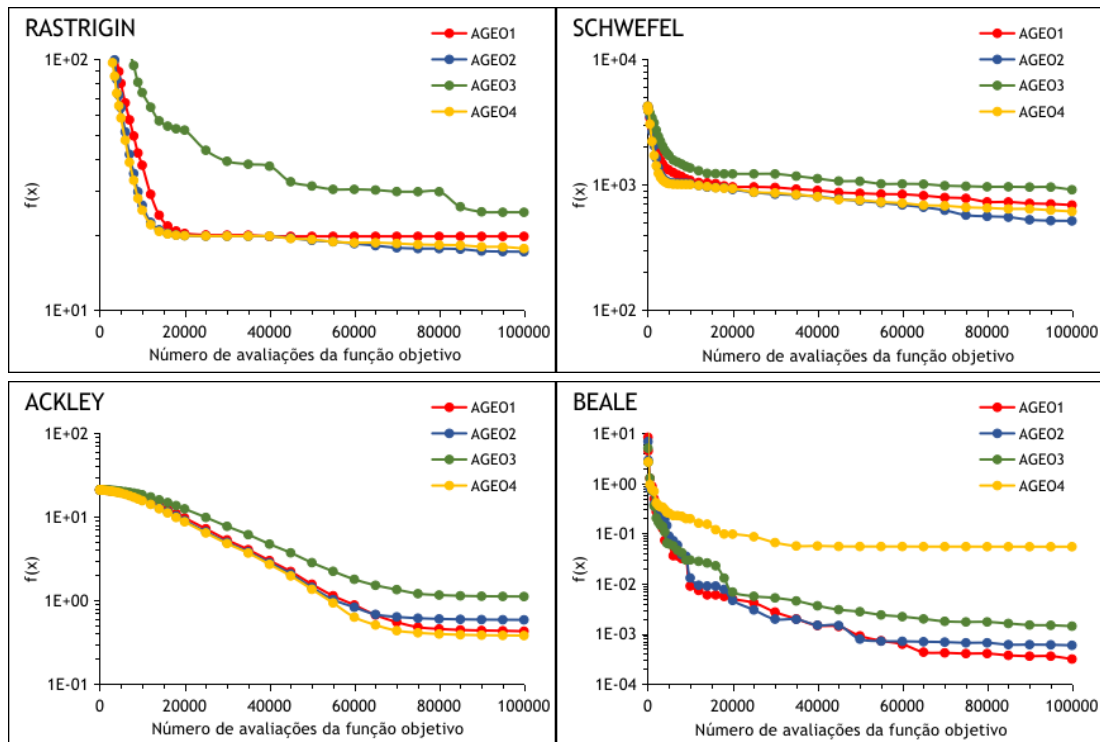 RASTRIGIN
f(x)
1E+02
1E+01
0 20000 40000 60000 80000 100000
Número de avaliações da função objetivo
AGEO1
AGEO2
AGEO3
AGEO4
SCHWEFEL
f(x)
1E+04
1E+03
1E+02
0 20000 40000 60000 80000 100000
Número de avaliações da função objetivo
AGEO1
AGEO2
AGEO3
AGEO4
ACKLEY
f(x)
1E+02
1E+01
1E+00
1E-01
0 20000 40000 60000 80000 100000
Número de avaliações da função objetivo
AGEO1
AGEO2
AGEO3
AGEO4
BEALE
f(x)
1E+01
1E+00
1E-01
1E-02
1E-03
1E-04
0 20000 40000 60000 80000 100000
Número de avaliações da função objetivo
AGEO1
AGEO2
AGEO3
AGEO4